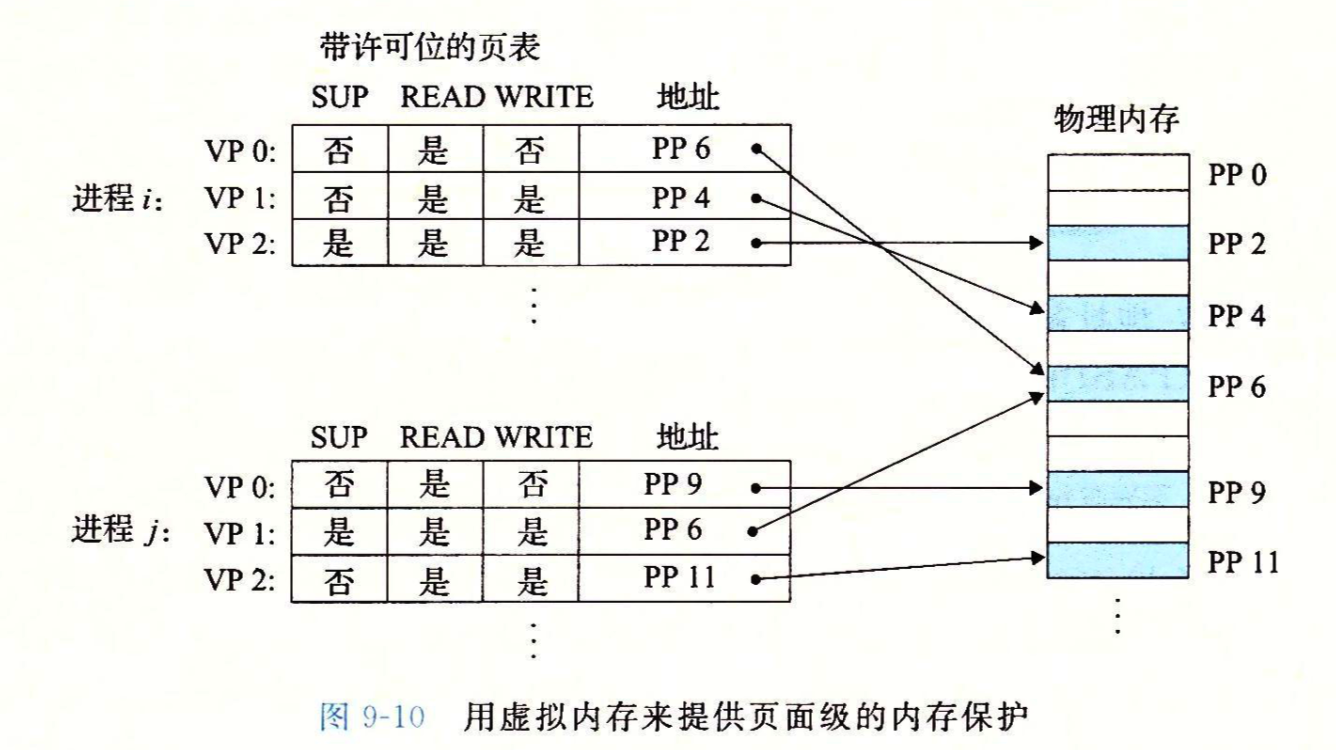 带许可位的页表
SUP READ WRITE 地址
物理内存
VP 0: 否 是 否 PP 6
PP 0
进程 i: VP 1: 否 是 是 PP 4
VP 2: 是 是 是 PP 2
PP 2
⋮
PP 4
PP 6
SUP READ WRITE 地址
VP 0: 否 是 否 PP 9
PP 9
进程 j: VP 1: 是 是 是 PP 6
VP 2: 否 是 是 PP 11
PP 11
⋮
⋮
图 9-10 用虚拟内存来提供页面级的内存保护